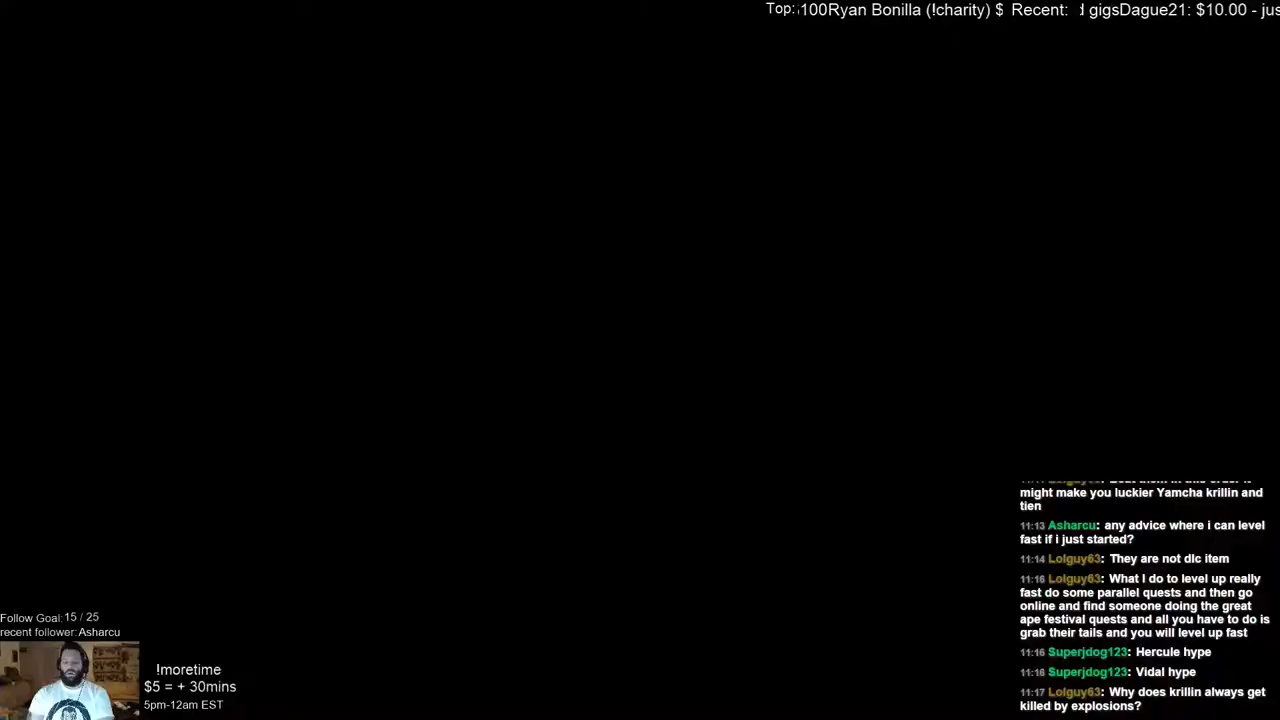 Top: 100Ryan Bonilla (!charity) $ Recent: d gigsDague21: $10.00 - jus
might make you luckier Yamcha krillin and
tien
11:13 Asharcu: any advice where i can level
fast if i just started?
11:14 Lolguy63: They are not dlc item
11:16 Lolguy63: What I do to level up really
fast do some parallel quests and then go
online and find someone doing the great
ape festival quests and all you have to do is
grab their tails and you will level up fast
11:16 Superjdog123: Hercule hype
11:16 Superjdog123: Vidal hype
11:17 Lolguy63: Why does krillin always get
killed by explosions?
Follow Goal: 15 / 25
recent follower: Asharcu
!moretime
$5 = + 30mins
5pm-12am EST